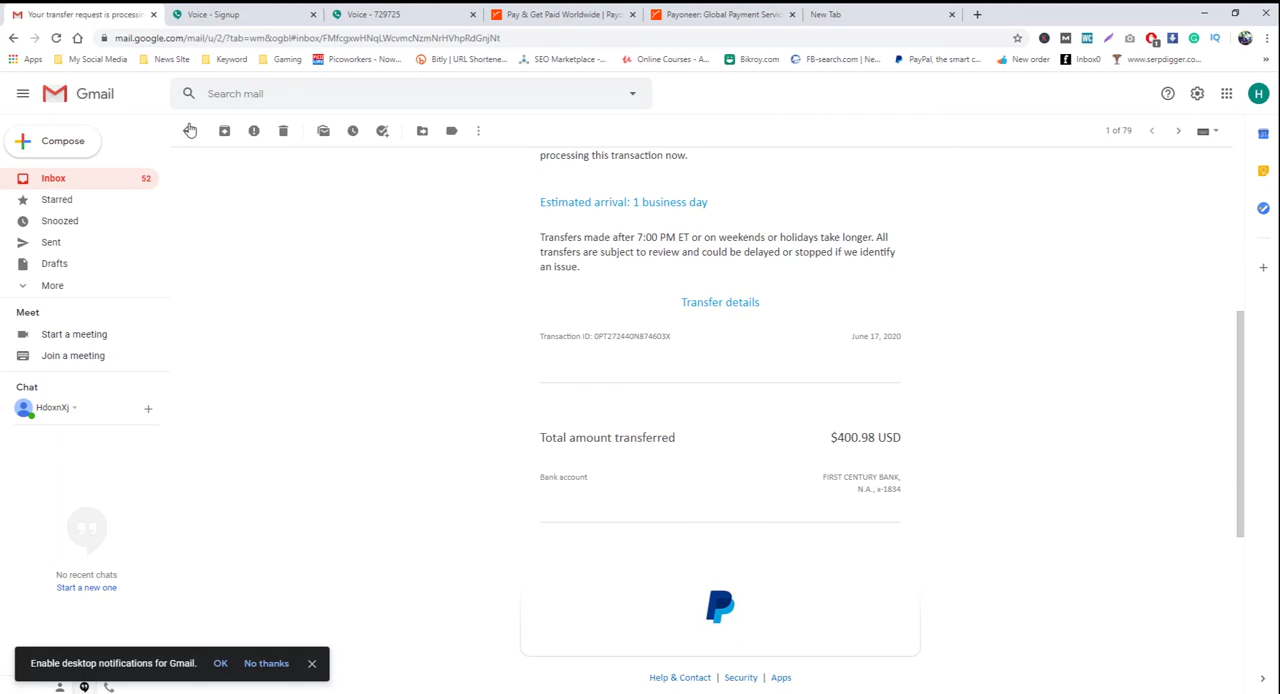 Your transfer request is processin
Voice - Signup
Voice - 729725
Pay & Get Paid Worldwide | Payo
Payoneer: Global Payment Servic
New Tab
mail.google.com/mail/u/2/?tab=wm&ogbl#inbox/FMfcgxwHNqLWcvmcNzmNrHVhpRdGnjNt
Apps
My Social Media
News Site
Keyword
Gaming
Picoworkers - Now...
Bitly | URL Shortene...
SEO Marketplace -...
Online Courses - A...
Bikroy.com
FB-search.com | Ne...
PayPal, the smart c...
New order
Inbox0
www.serpdigger.c...
»
Gmail
Search mail
H
Compose
1 of 79
Inbox 52
Starred
Snoozed
Sent
Drafts
More
Meet
Start a meeting
Join a meeting
Chat
HdoxnXj
No recent chats
Start a new one
processing this transaction now.
Estimated arrival: 1 business day
Transfers made after 7:00 PM ET or on weekends or holidays take longer. All
transfers are subject to review and could be delayed or stopped if we identify
an issue.
Transfer details
Transaction ID: 0PT272440N874603X June 17, 2020
Total amount transferred $400.98 USD
Bank account FIRST CENTURY BANK,
N.A., x-1834
Help & Contact | Security | Apps
Enable desktop notifications for Gmail. OK No thanks